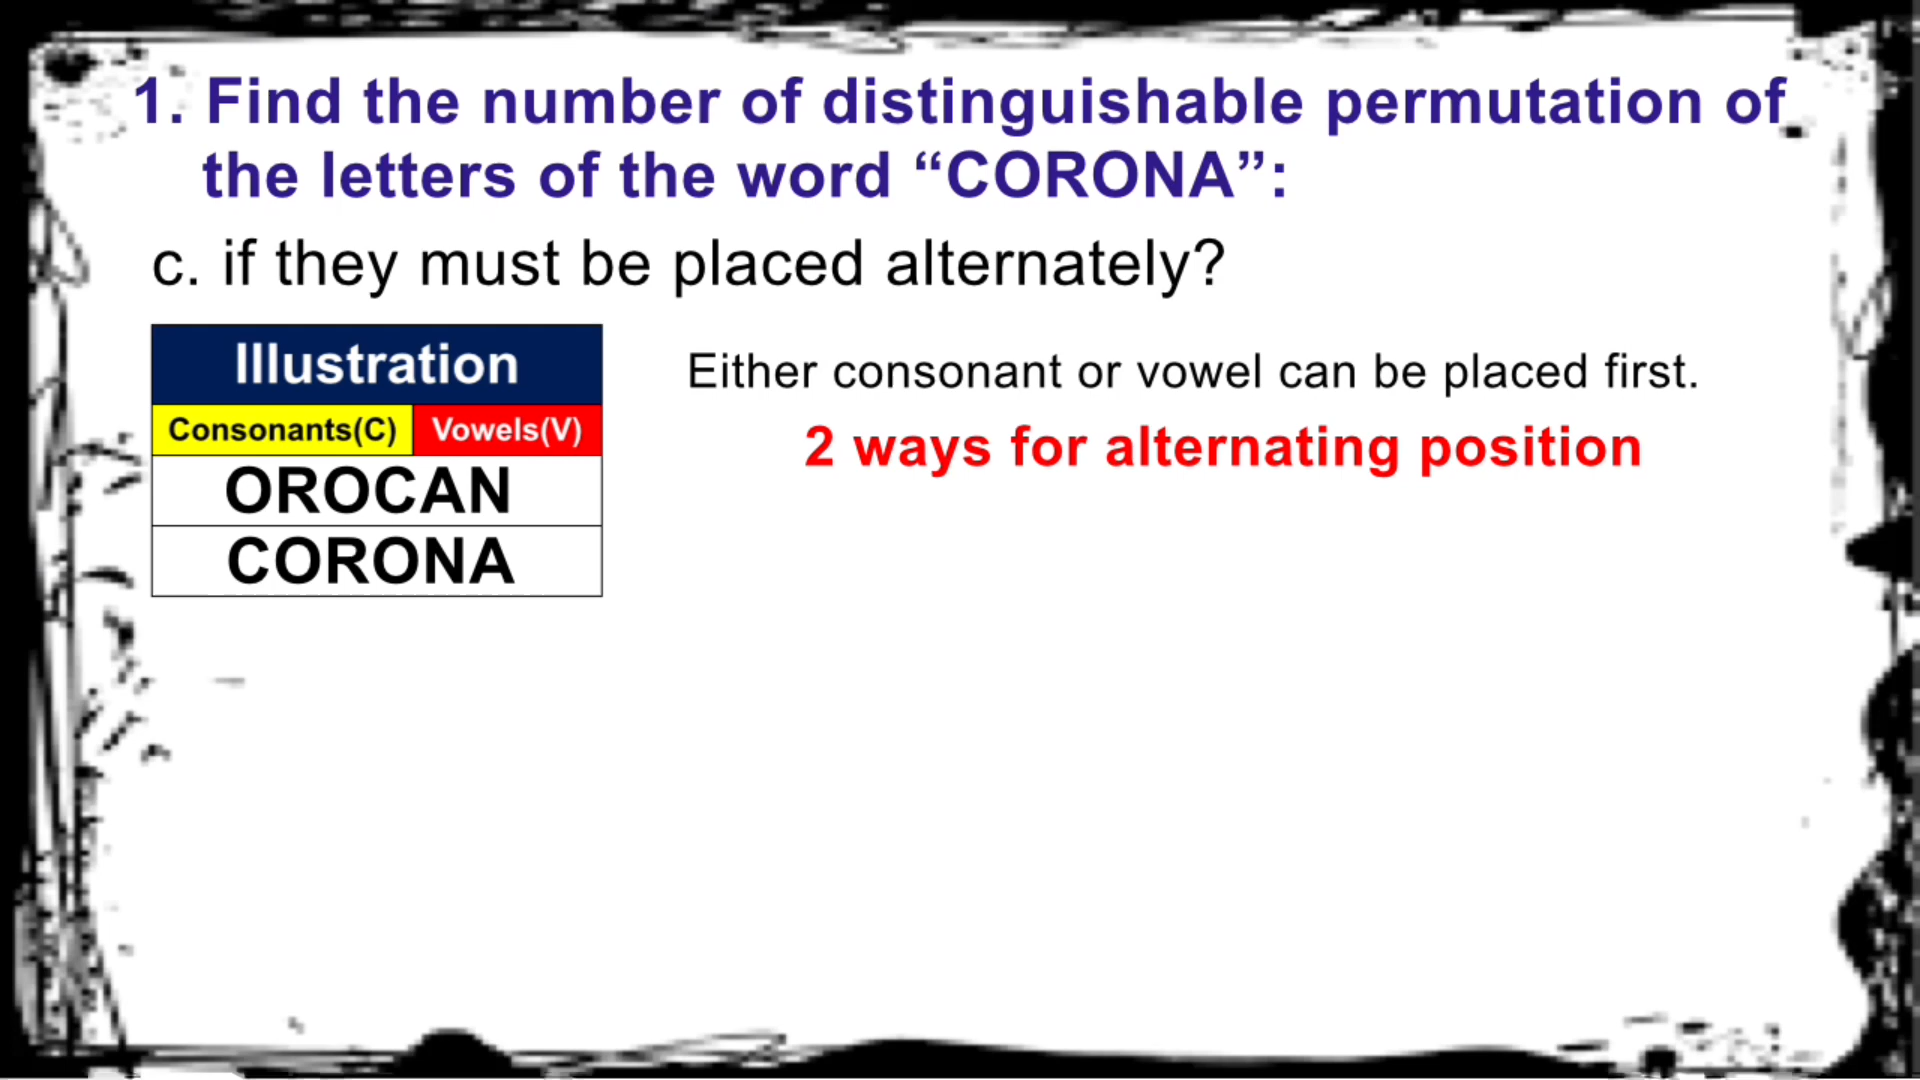 1. Find the number of distinguishable permutation of
the letters of the word “CORONA”:
c. if they must be placed alternately?
Illustration
Either consonant or vowel can be placed first.
Consonants(C) Vowels(V)
2 ways for alternating position
OROCAN
CORONA